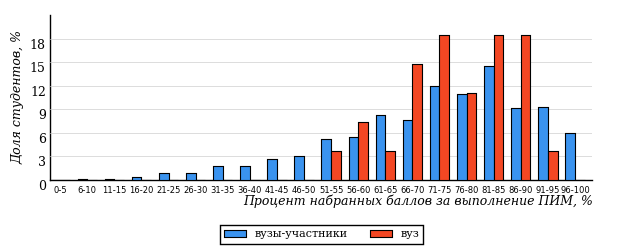 Доля студентов, %
18
15
12
9
6
3
0
0-5 6-10 11-15 16-20 21-25 26-30 31-35 36-40 41-45 46-50 51-55 56-60 61-65 66-70 71-75 76-80 81-85 86-90 91-95 96-100
Процент набранных баллов за выполнение ПИМ, %
вузы-участники вуз